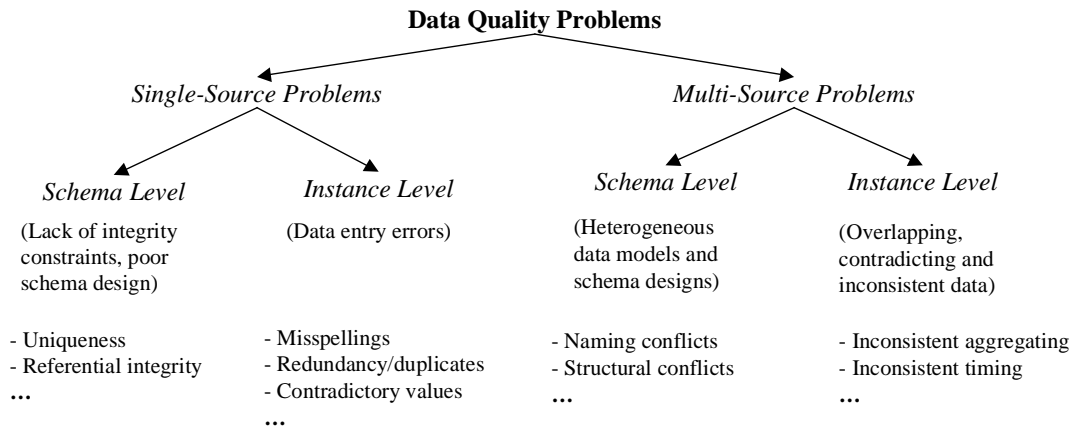 Data Quality Problems
Single-Source Problems
Multi-Source Problems
Schema Level
Instance Level
Schema Level
Instance Level
(Lack of integrity
constraints, poor
schema design)
(Data entry errors)
(Heterogeneous
data models and
schema designs)
(Overlapping,
contradicting and
inconsistent data)
- Uniqueness
- Referential integrity
...
- Misspellings
- Redundancy/duplicates
- Contradictory values
...
- Naming conflicts
- Structural conflicts
...
- Inconsistent aggregating
- Inconsistent timing
...